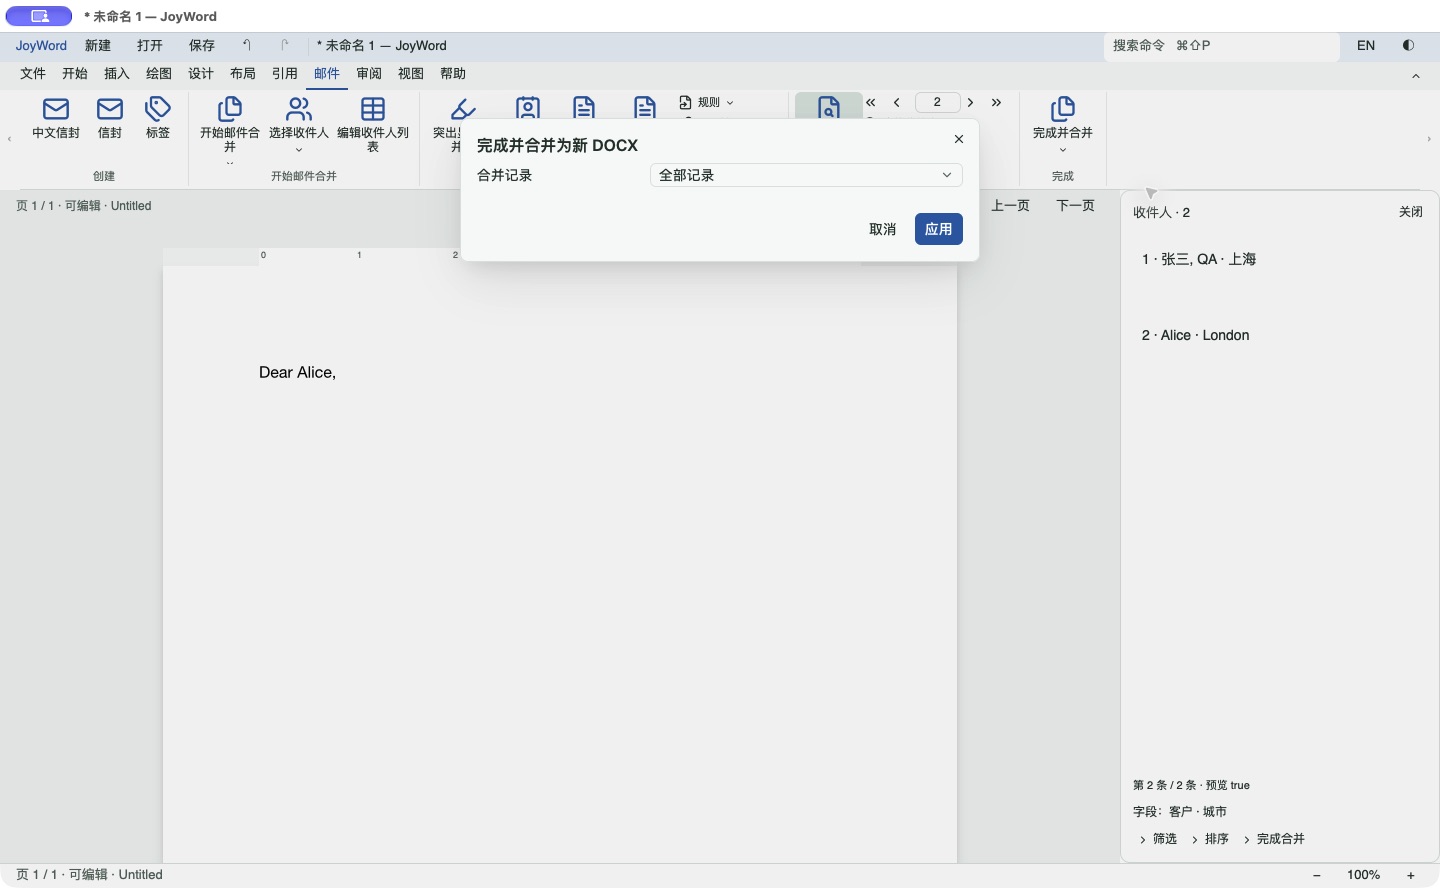 * 未命名 1 — JoyWord
JoyWord 新建 打开 保存 * 未命名 1 — JoyWord 搜索命令 ⌘⇧P EN
文件 开始 插入 绘图 设计 布局 引用 邮件 审阅 视图 帮助
中文信封 信封 标签
创建
开始邮件合并 选择收件人 编辑收件人列表
开始邮件合并
规则
2
完成并合并
完成
完成并合并为新 DOCX
合并记录 全部记录
取消 应用
页 1 / 1 · 可编辑 · Untitled
上一页 下一页
0 1 2
Dear Alice,
收件人 · 2 关闭
1 · 张三, QA · 上海
2 · Alice · London
第 2 条 / 2 条 · 预览 true
字段：客户 · 城市
筛选 排序 完成合并
页 1 / 1 · 可编辑 · Untitled
− 100% +